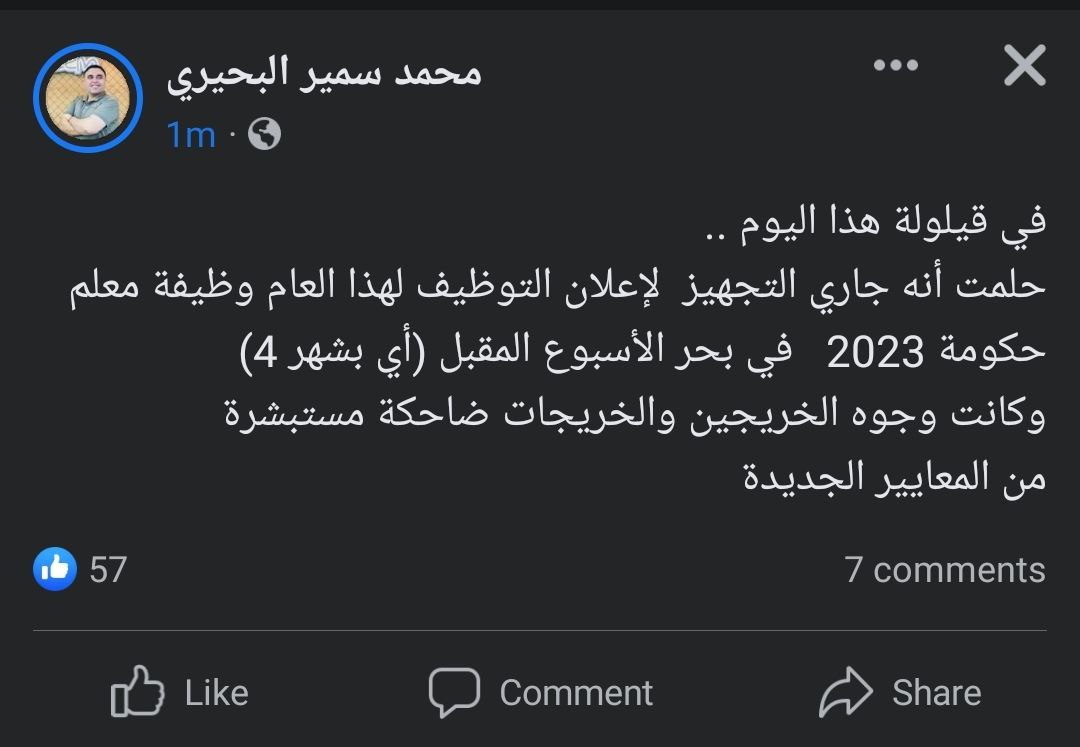 محمد سمير البحيري
1m ·
في قيلولة هذا اليوم ..
حلمت أنه جاري التجهيز لإعلان التوظيف لهذا العام وظيفة معلم
حكومة 2023 في بحر الأسبوع المقبل (أي بشهر 4)
وكانت وجوه الخريجين والخريجات ضاحكة مستبشرة
من المعايير الجديدة
57 7 comments
Like Comment Share